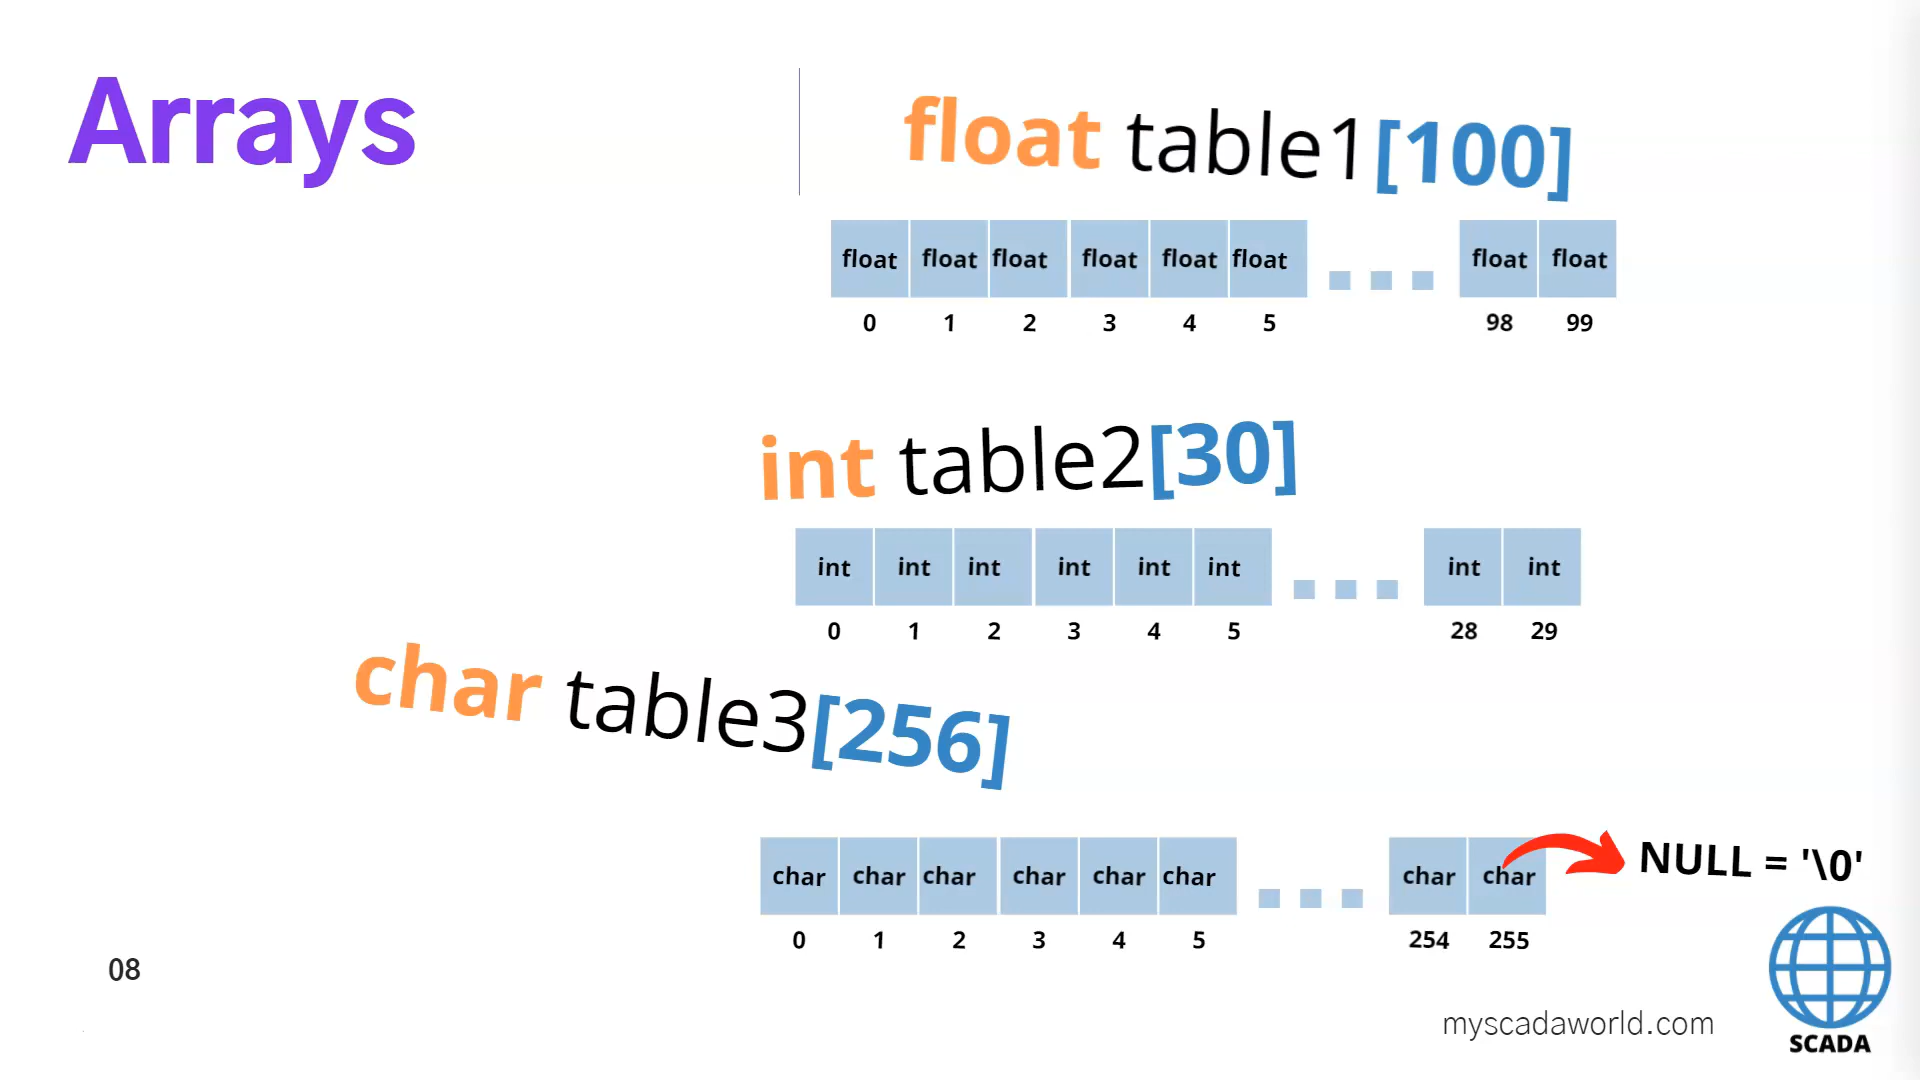 Arrays
float table1[100]
float float float float float float float float
0 1 2 3 4 5 98 99
int table2[30]
int int int int int int int int
0 1 2 3 4 5 28 29
char table3[256]
char char char char char char char char NULL = '\0'
0 1 2 3 4 5 254 255
08
myscadaworld.com
SCADA